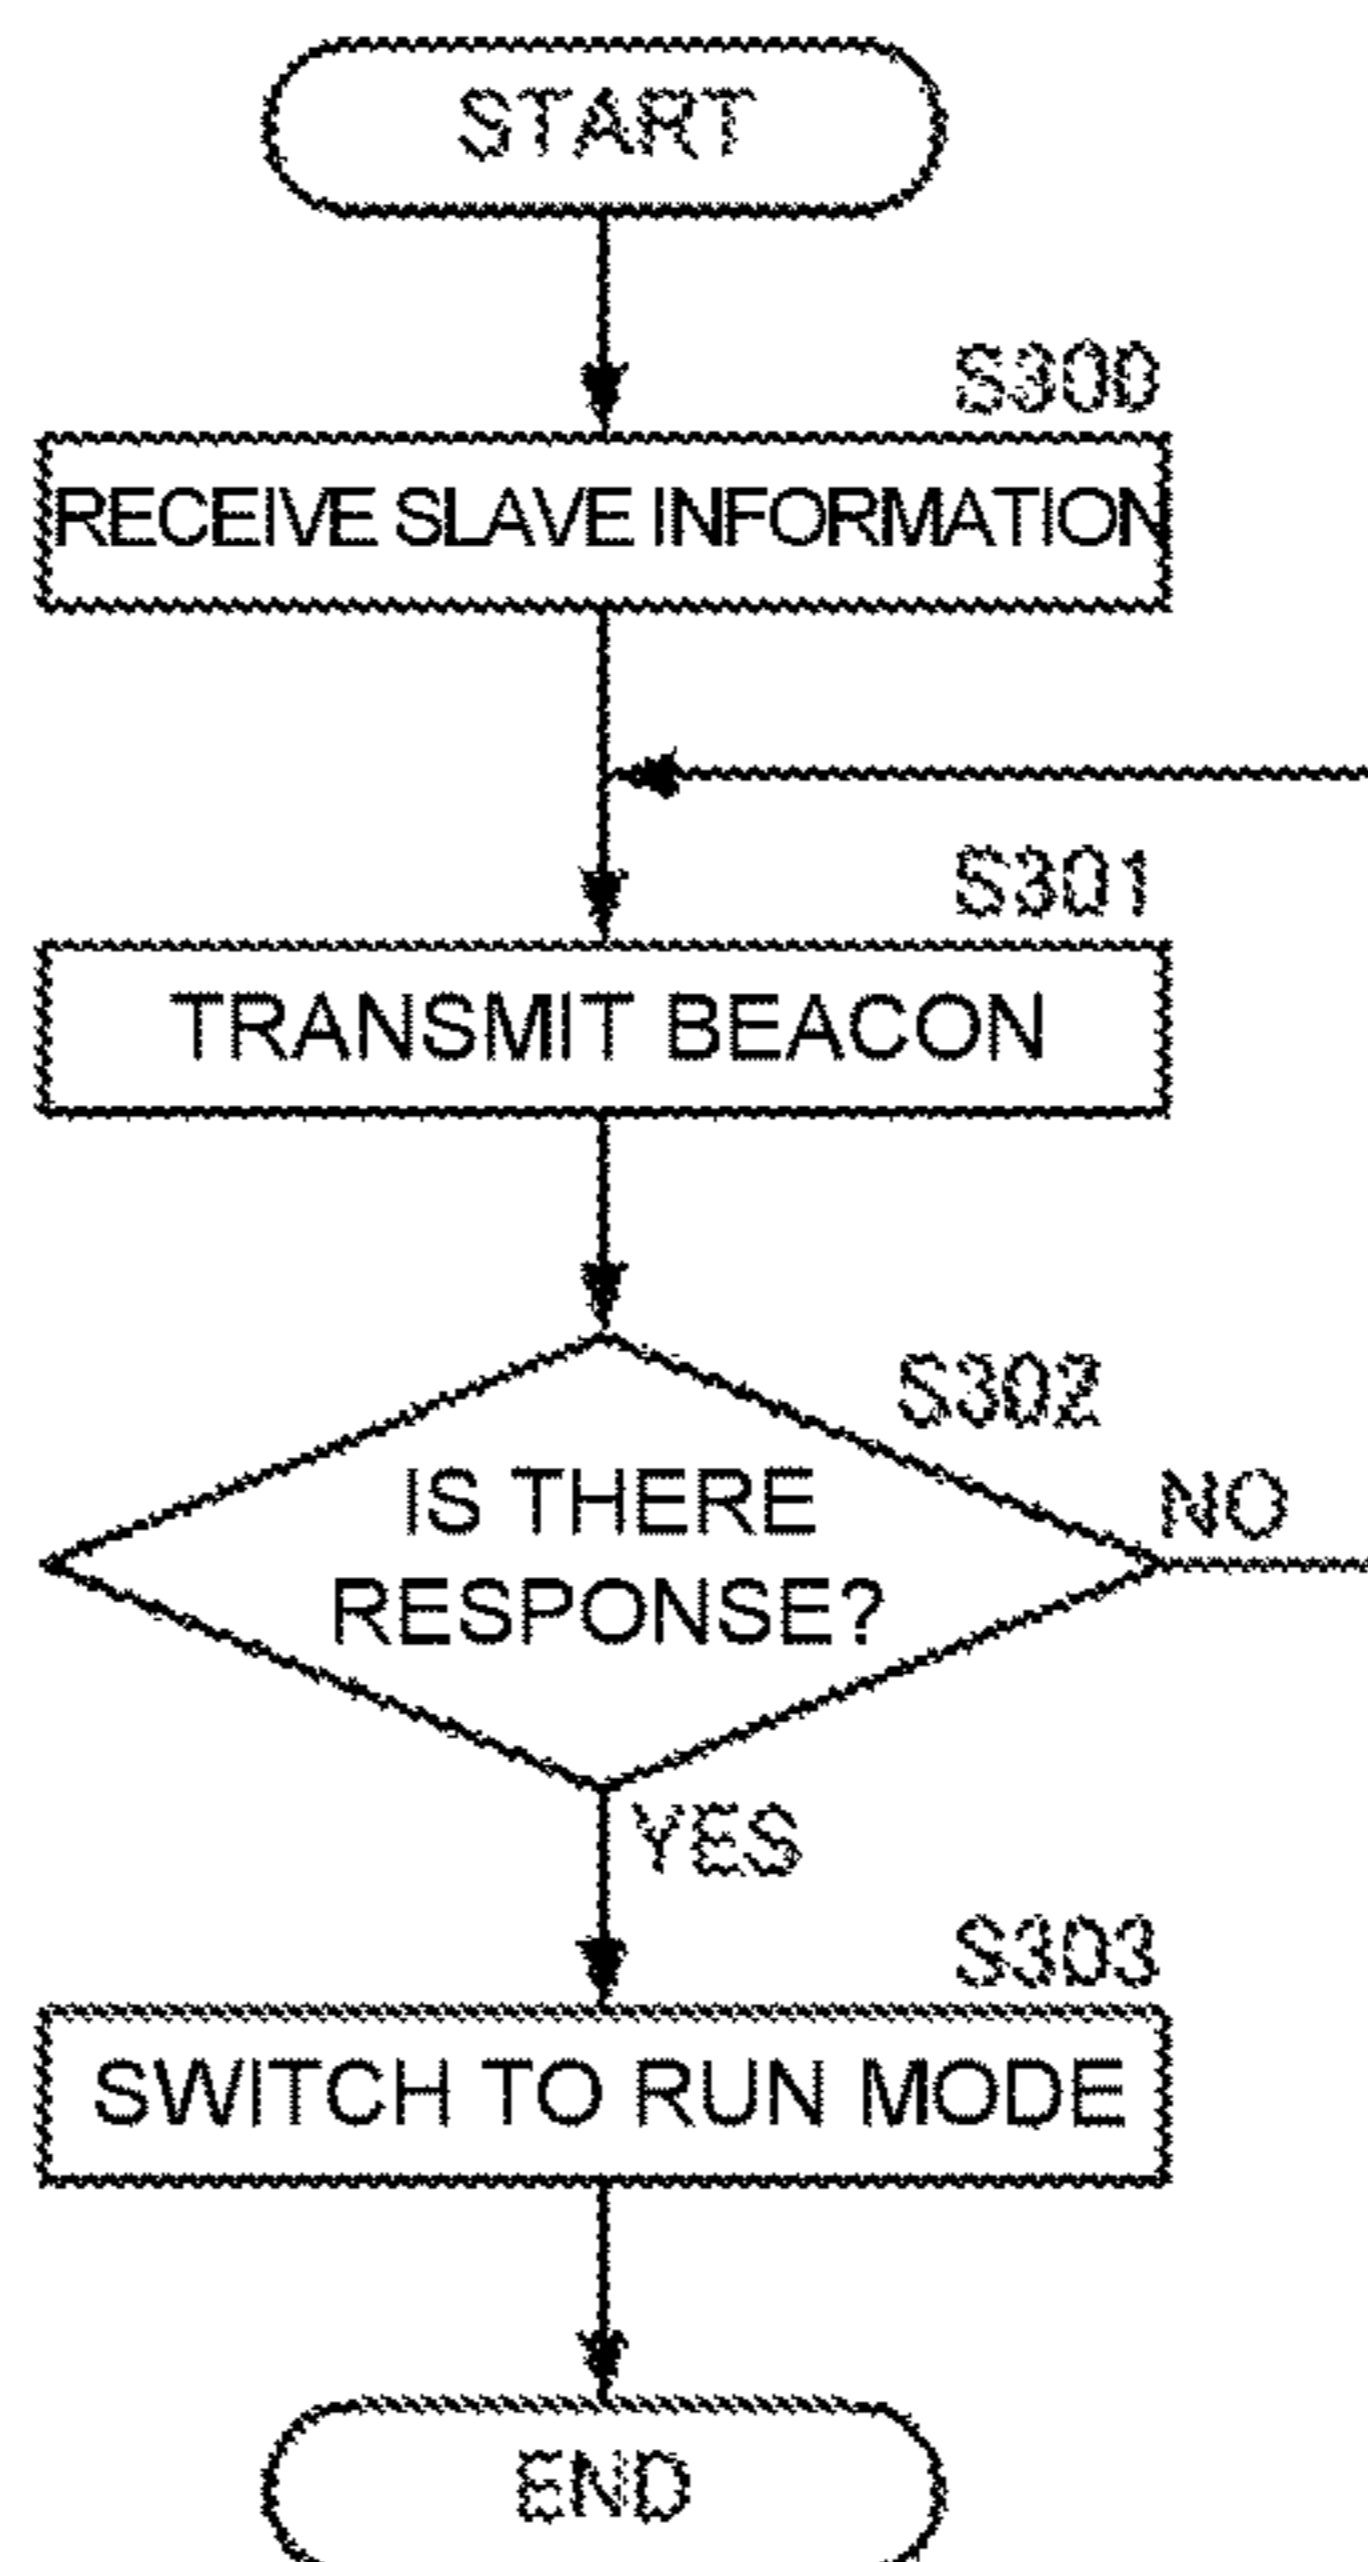 START
S300
RECEIVE SLAVE INFORMATION
S301
TRANSMIT BEACON
S302
IS THERE
RESPONSE?
NO
YES
S303
SWITCH TO RUN MODE
END